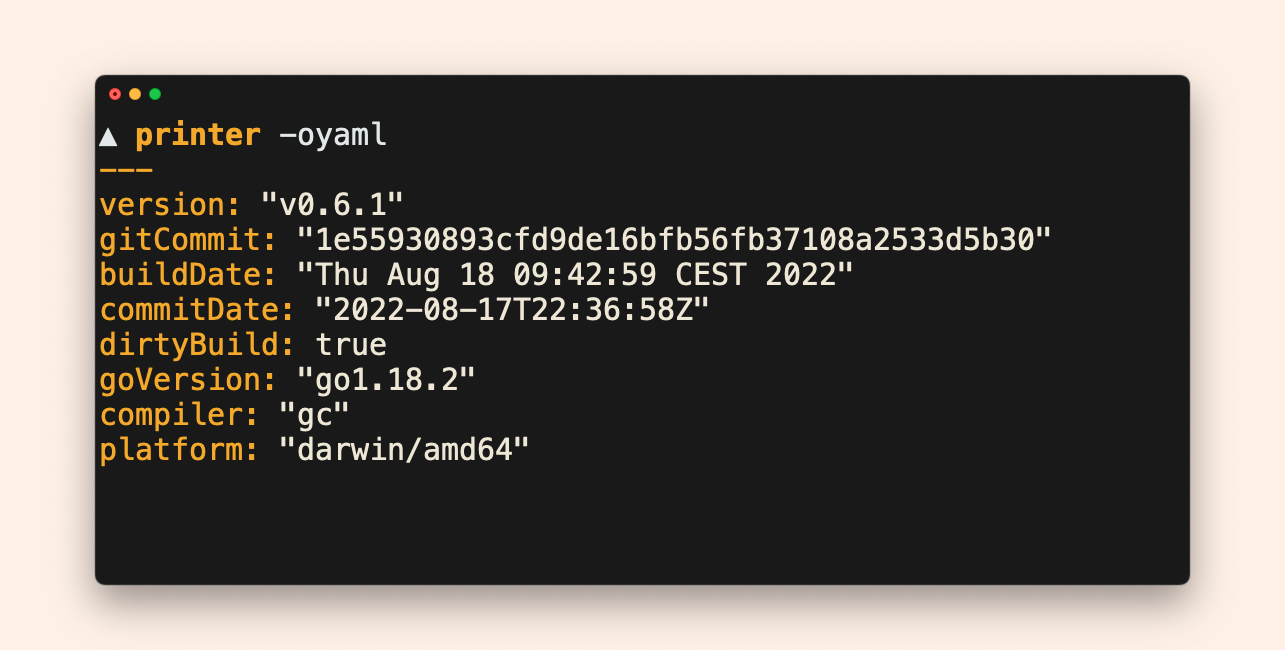 ▲ printer -oyaml
---
version: "v0.6.1"
gitCommit: "1e55930893cfd9de16bfb56fb37108a2533d5b30"
buildDate: "Thu Aug 18 09:42:59 CEST 2022"
commitDate: "2022-08-17T22:36:58Z"
dirtyBuild: true
goVersion: "go1.18.2"
compiler: "gc"
platform: "darwin/amd64"